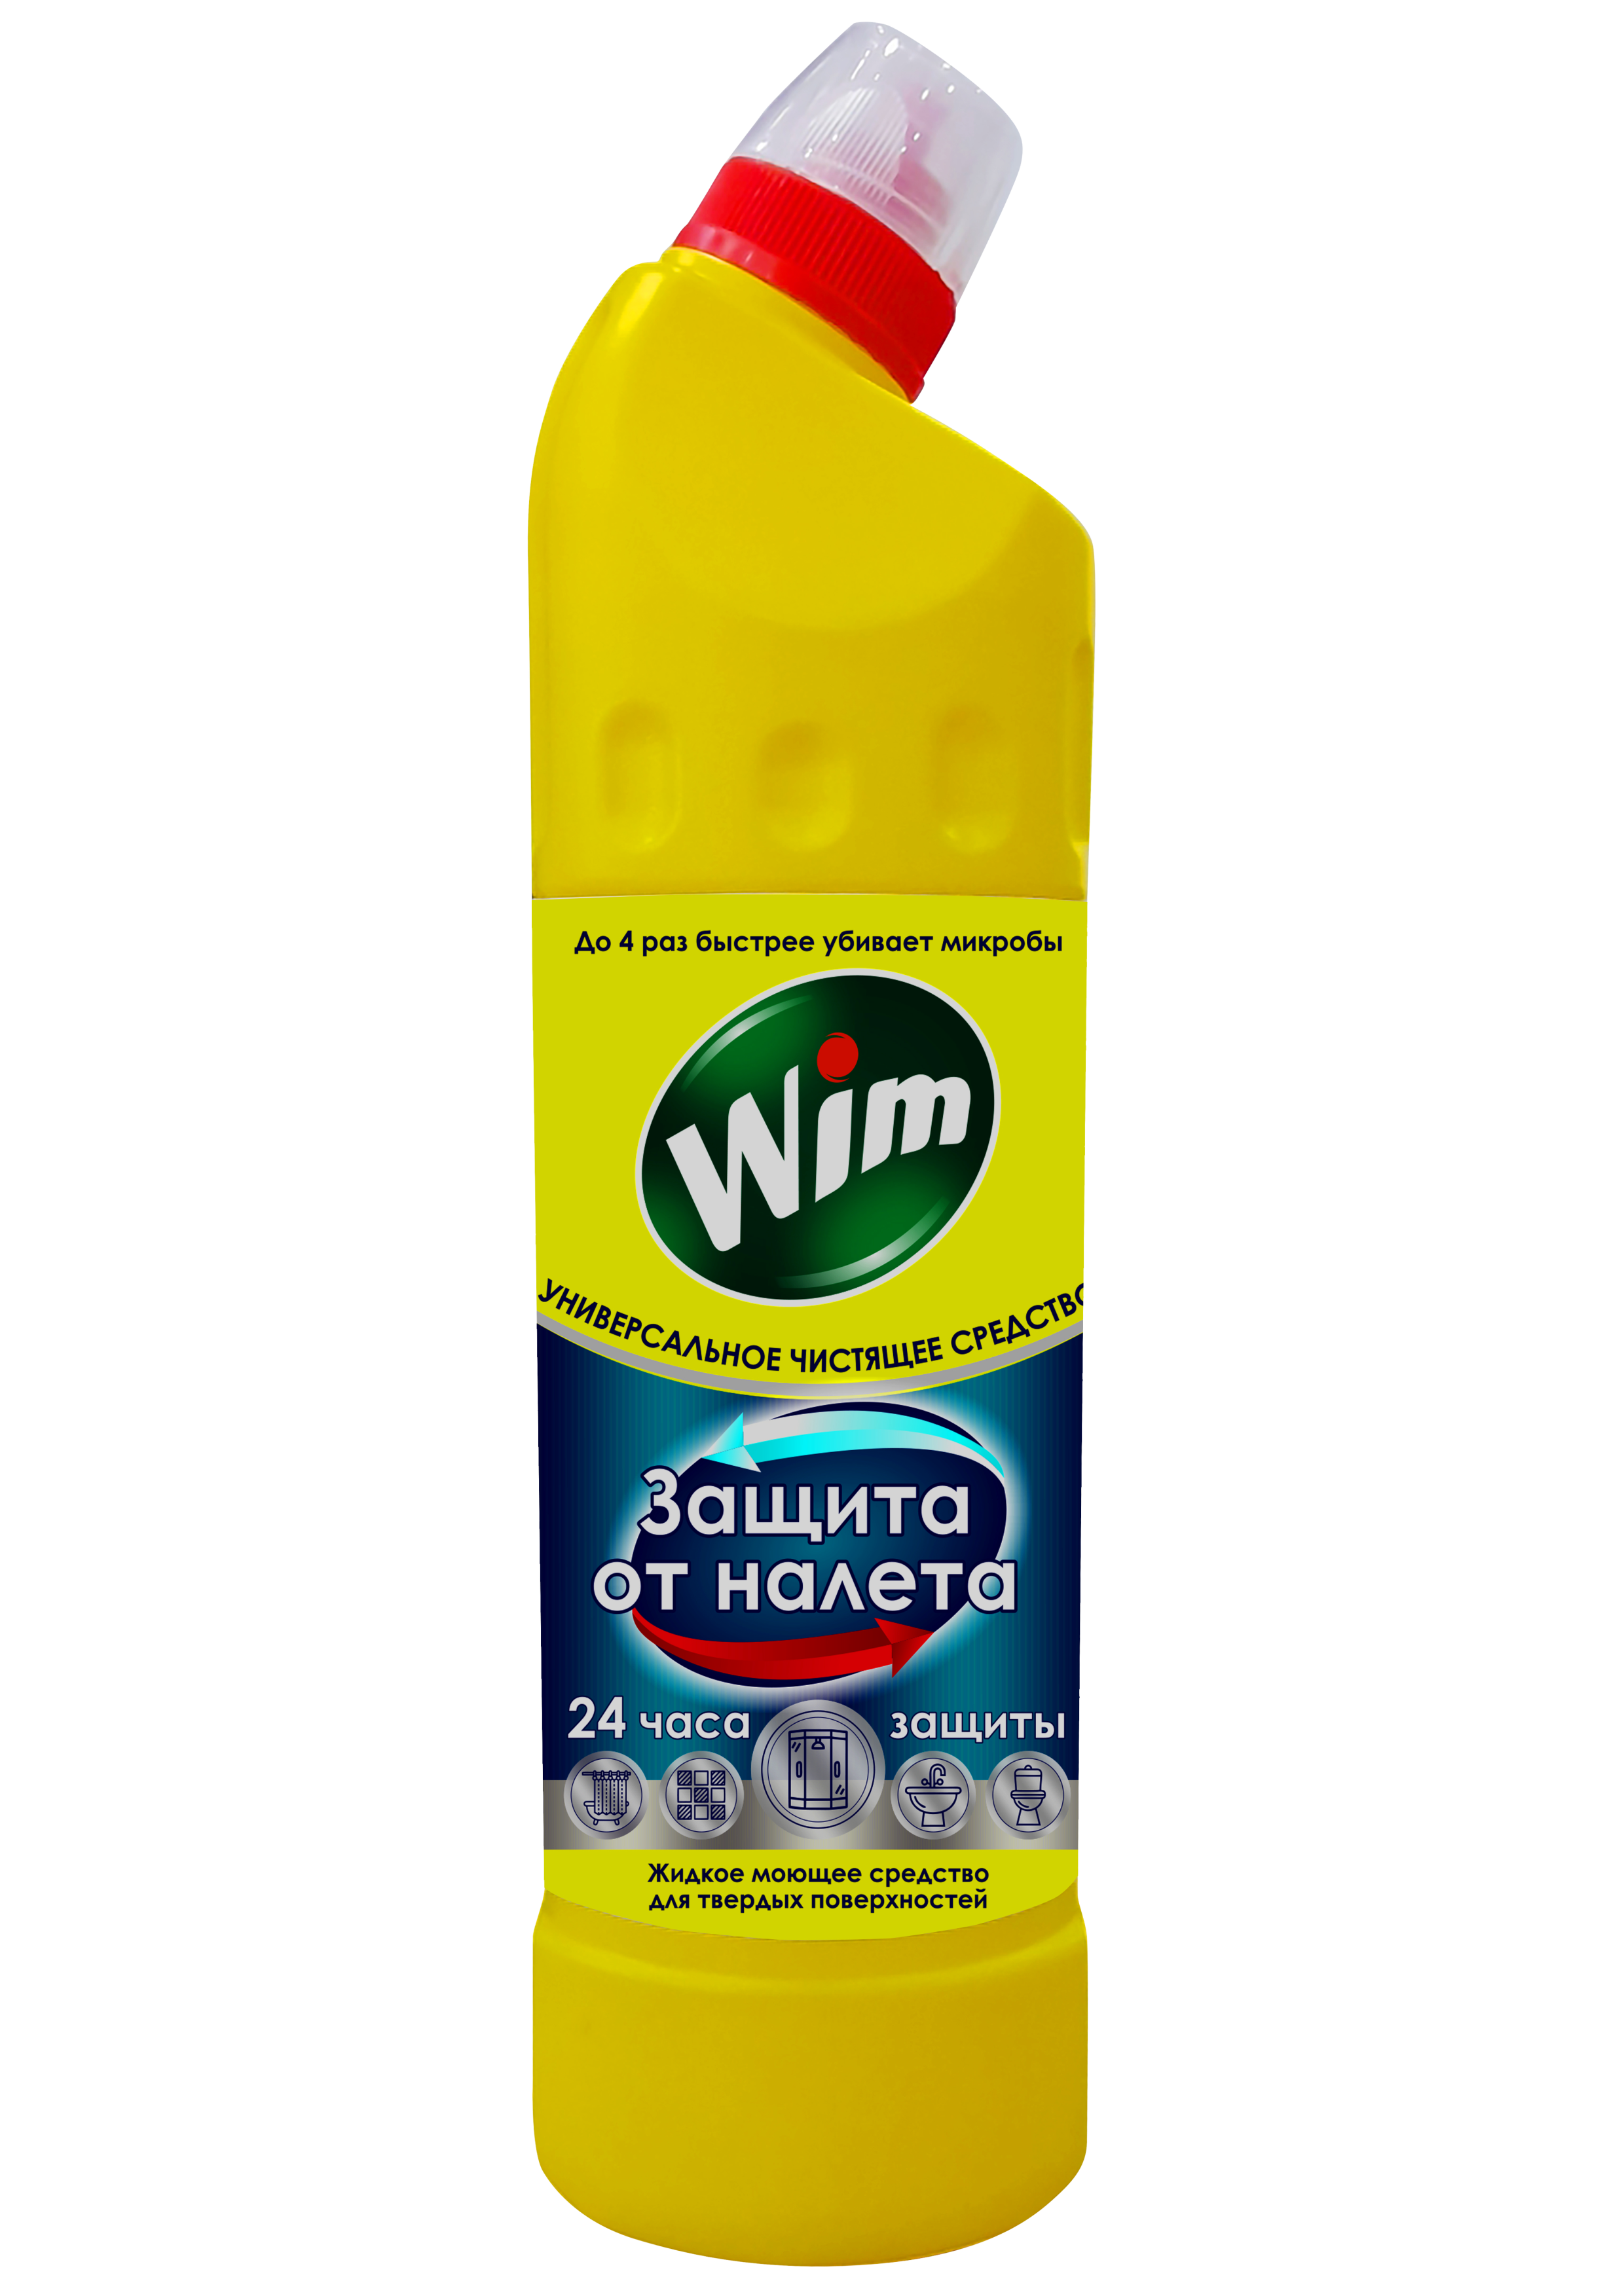 До 4 раз быстрее убивает микробы
Wim
УНИВЕРСАЛЬНОЕ ЧИСТЯЩЕЕ СРЕДСТВО
Защита
от налета
24 часа защиты
Жидкое моющее средство
для твердых поверхностей